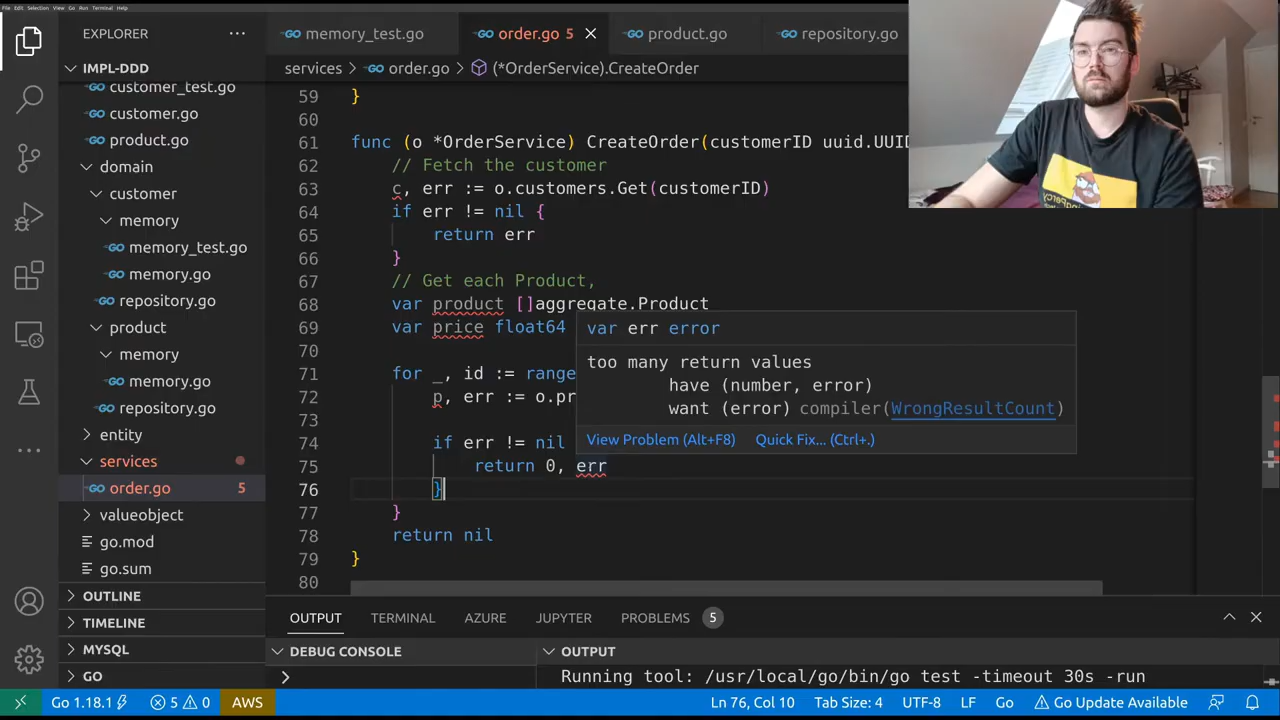 File Edit Selection View Go Run Terminal Help
EXPLORER
memory_test.go
order.go 5
product.go
repository.go
IMPL-DDD
services > order.go > (*OrderService).CreateOrder
customer_test.go
customer.go
product.go
domain
customer
memory
memory_test.go
memory.go
repository.go
product
memory
memory.go
repository.go
entity
services
order.go 5
valueobject
go.mod
go.sum
OUTLINE
TIMELINE
MYSQL
GO
59 }
60
61 func (o *OrderService) CreateOrder(customerID uuid.UUID
62 // Fetch the customer
63 c, err := o.customers.Get(customerID)
64 if err != nil {
65 return err
66 }
67 // Get each Product,
68 var product []aggregate.Product
69 var price float64
70
71 for _, id := range
72 p, err := o.pr
73
74 if err != nil
75 return 0, err
76 }
77 }
78 return nil
79 }
80
var err error
too many return values
have (number, error)
want (error) compiler(WrongResultCount)
View Problem (Alt+F8) Quick Fix... (Ctrl+.)
OUTPUT TERMINAL AZURE JUPYTER PROBLEMS 5
DEBUG CONSOLE
OUTPUT
Running tool: /usr/local/go/bin/go test -timeout 30s -run
Go 1.18.1 5 0 AWS Ln 76, Col 10 Tab Size: 4 UTF-8 LF Go Go Update Available